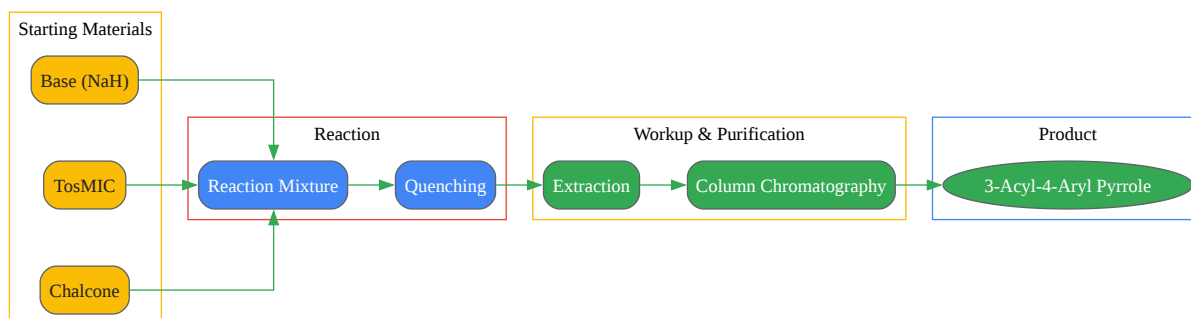 Starting Materials
Base (NaH)
TosMIC
Chalcone
Reaction
Reaction Mixture
Quenching
Workup & Purification
Extraction
Column Chromatography
Product
3-Acyl-4-Aryl Pyrrole